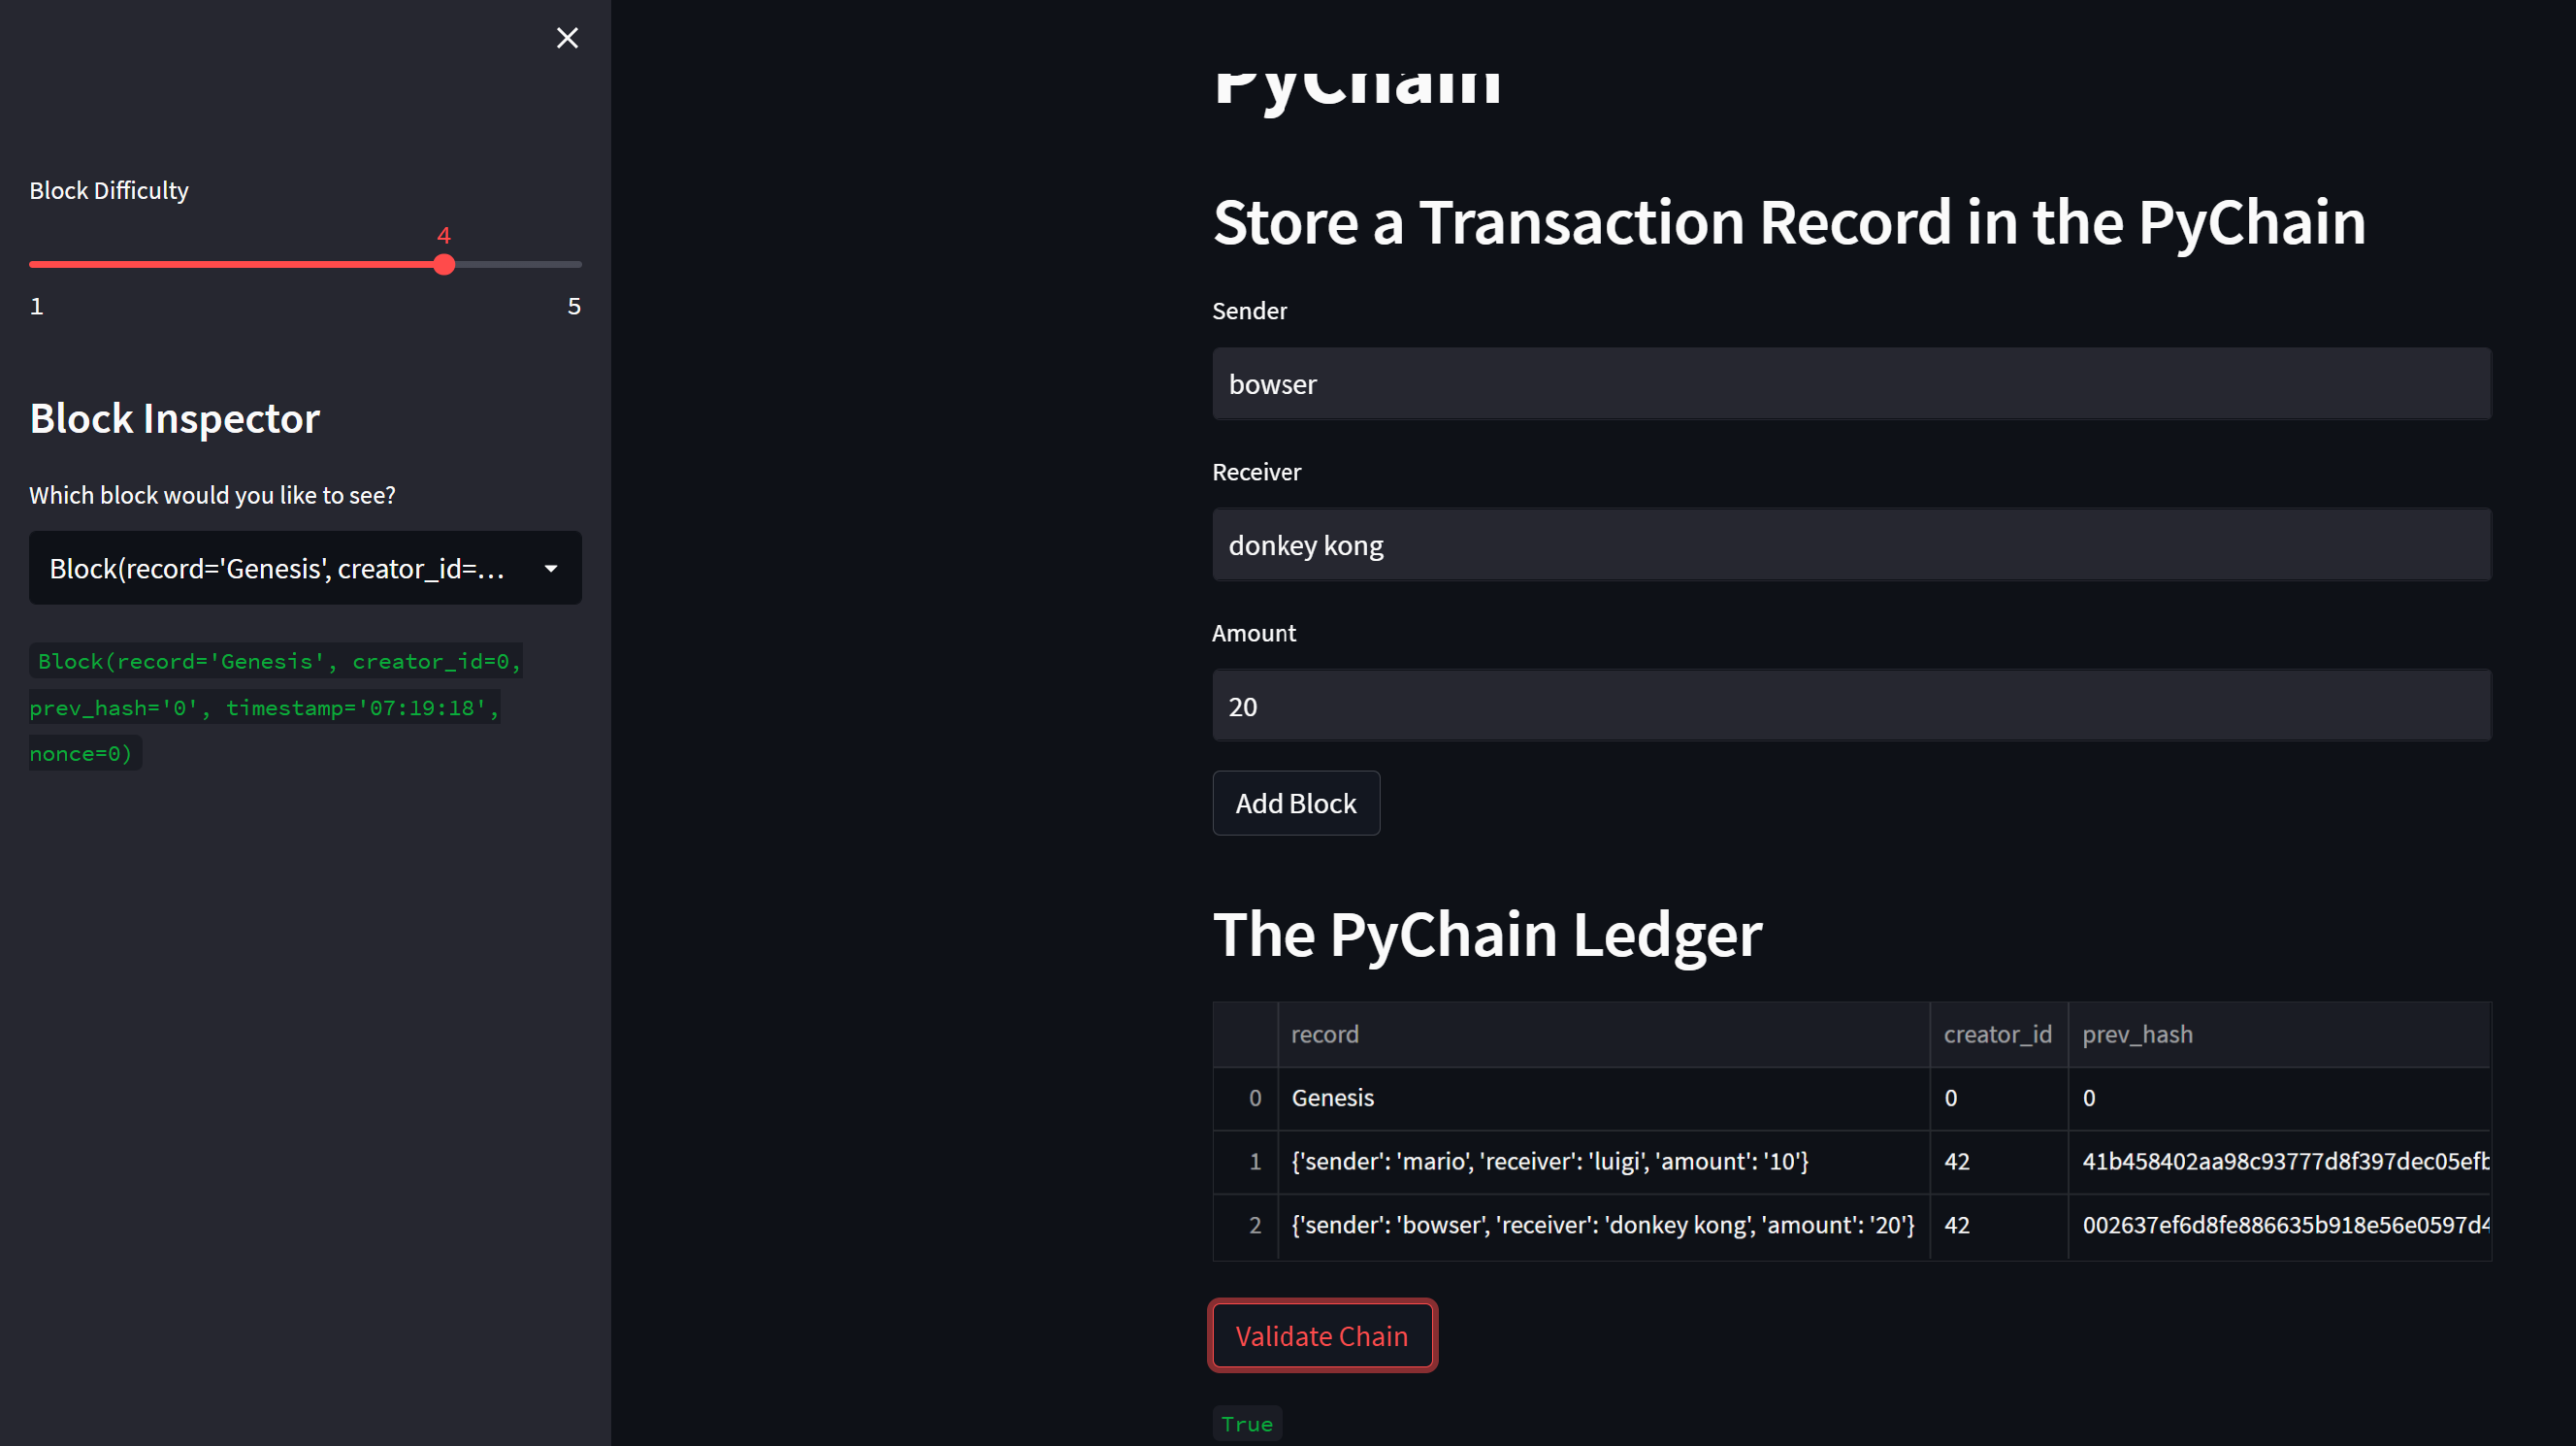 Block Difficulty
4
1 5
Block Inspector
Which block would you like to see?
Block(record='Genesis', creator_id=...
Block(record='Genesis', creator_id=0,
prev_hash='0', timestamp='07:19:18',
nonce=0)
PyChain
Store a Transaction Record in the PyChain
Sender
bowser
Receiver
donkey kong
Amount
20
Add Block
The PyChain Ledger
record creator_id prev_hash
0 Genesis 0 0
1 {'sender': 'mario', 'receiver': 'luigi', 'amount': '10'} 42 41b458402aa98c93777d8f397dec05efb
2 {'sender': 'bowser', 'receiver': 'donkey kong', 'amount': '20'} 42 002637ef6d8fe886635b918e56e0597d4
Validate Chain
True